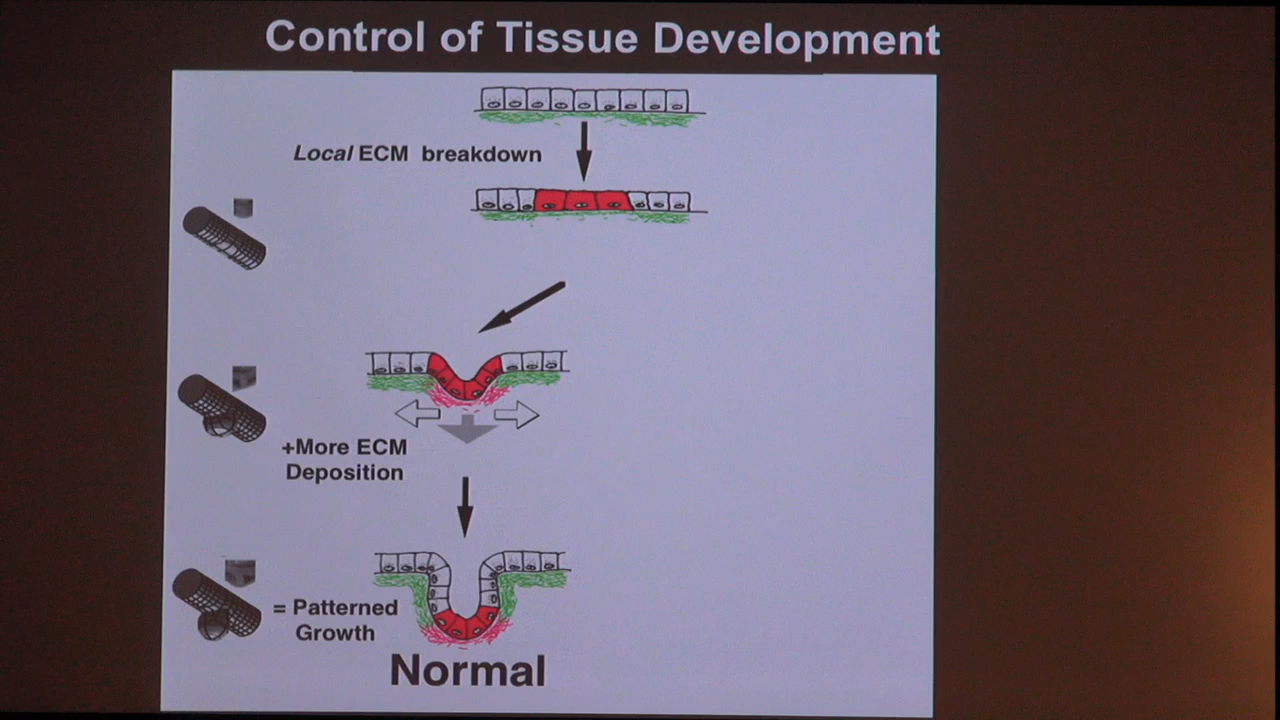 Control of Tissue Development
Local ECM breakdown
+More ECM
Deposition
= Patterned
Growth
Normal